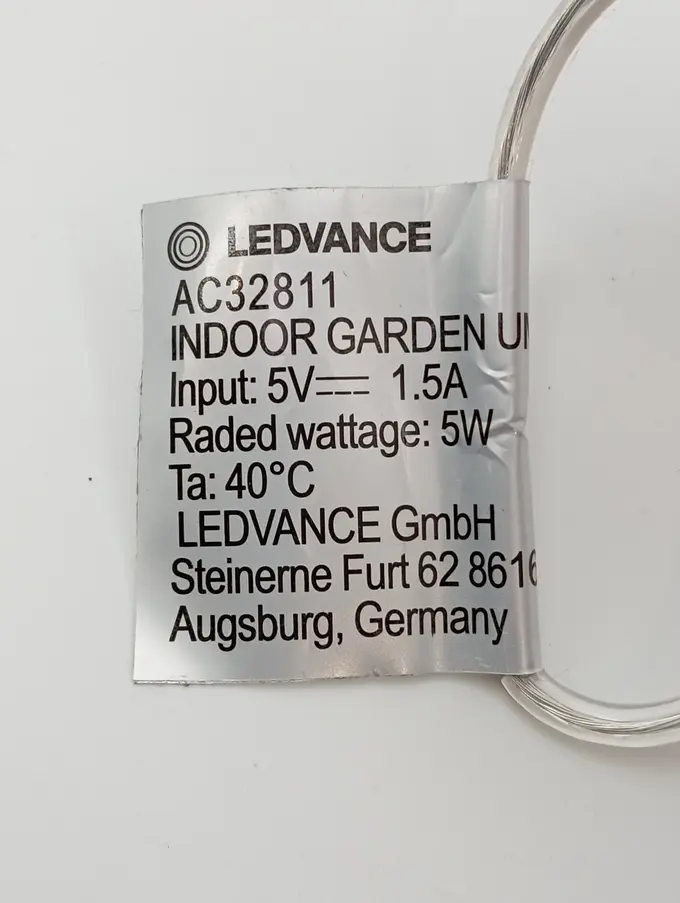 LEDVANCE
AC32811
INDOOR GARDEN
Input: 5V⎓ 1.5A
Raded wattage: 5W
Ta: 40°C
LEDVANCE GmbH
Steinerne Furt 62 8616
Augsburg, Germany